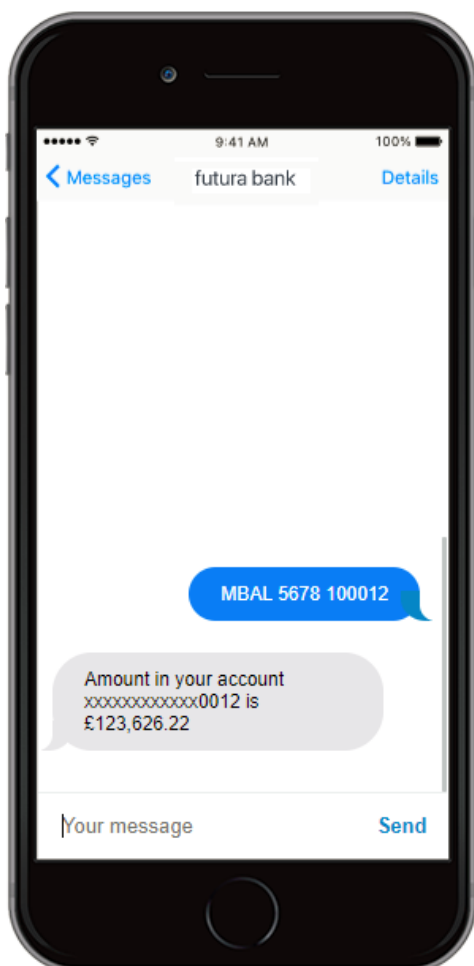 9:41 AM 100%
Messages futura bank Details
MBAL 5678 100012
Amount in your account
xxxxxxxxxxxx0012 is
£123,626.22
Your message Send